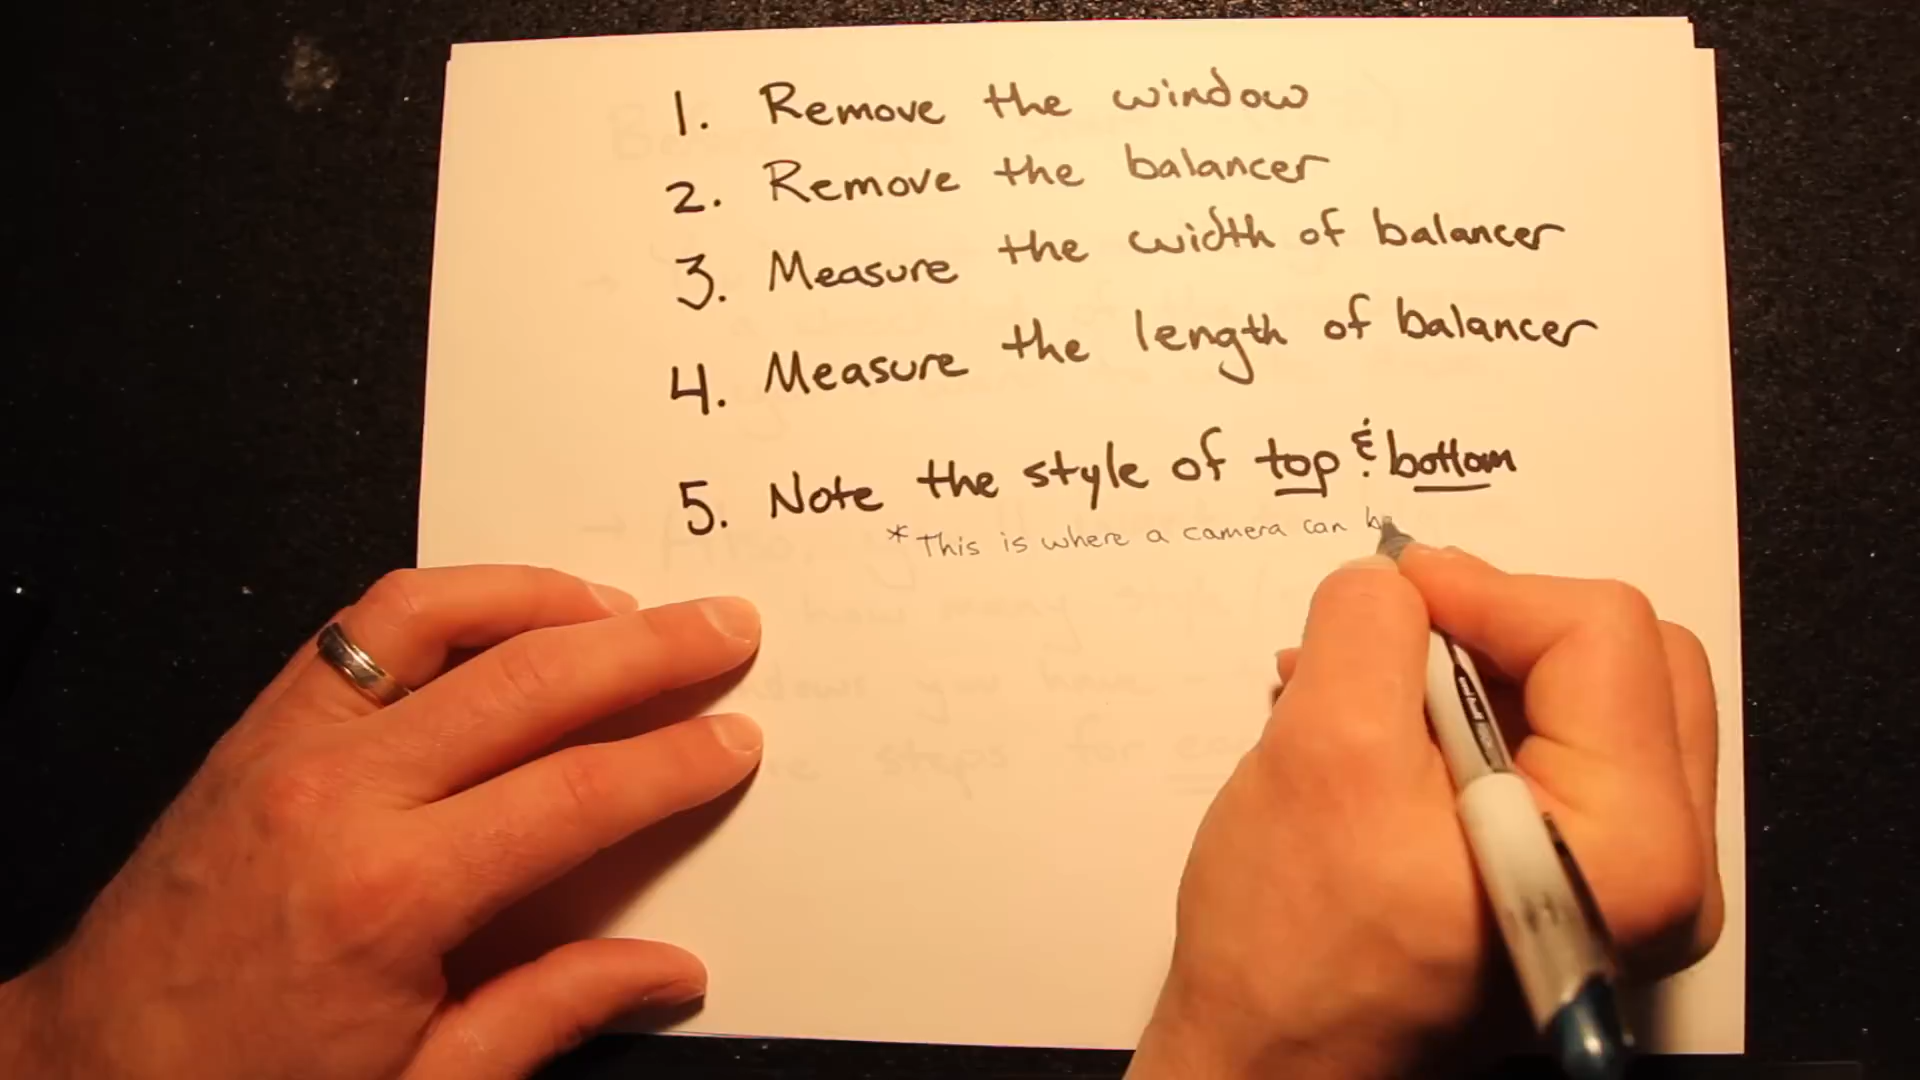 1. Remove the window
2. Remove the balancer
3. Measure the width of balancer
4. Measure the length of balancer
5. Note the style of top & bottom
* This is where a camera can